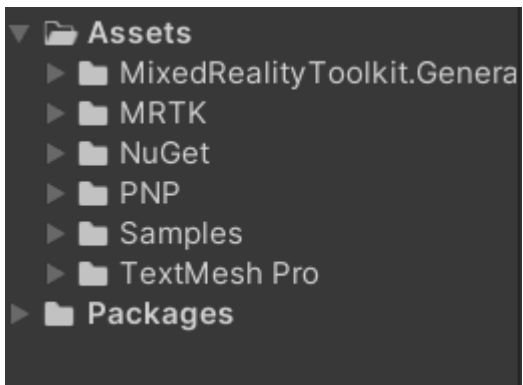 Assets
MixedRealityToolkit.Genera
MRTK
NuGet
PNP
Samples
TextMesh Pro
Packages